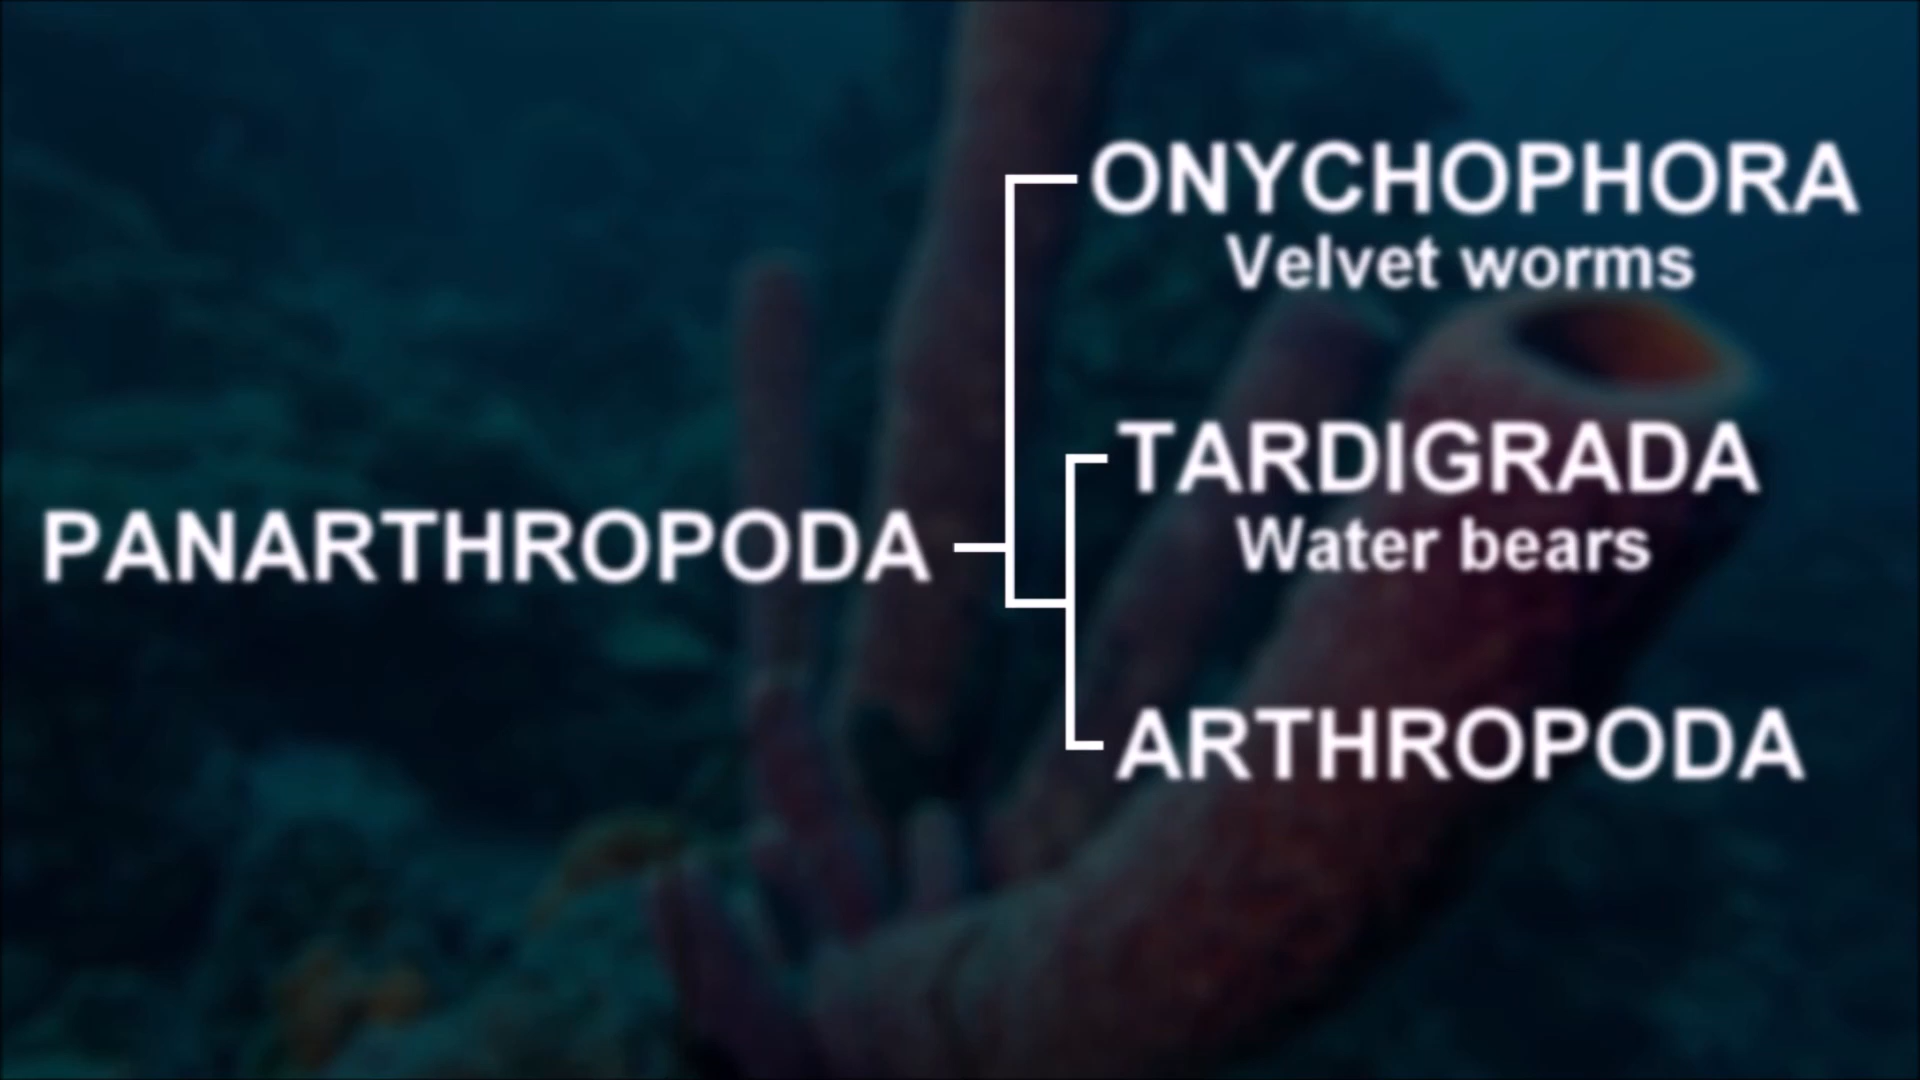 PANARTHROPODA
ONYCHOPHORA
Velvet worms
TARDIGRADA
Water bears
ARTHROPODA